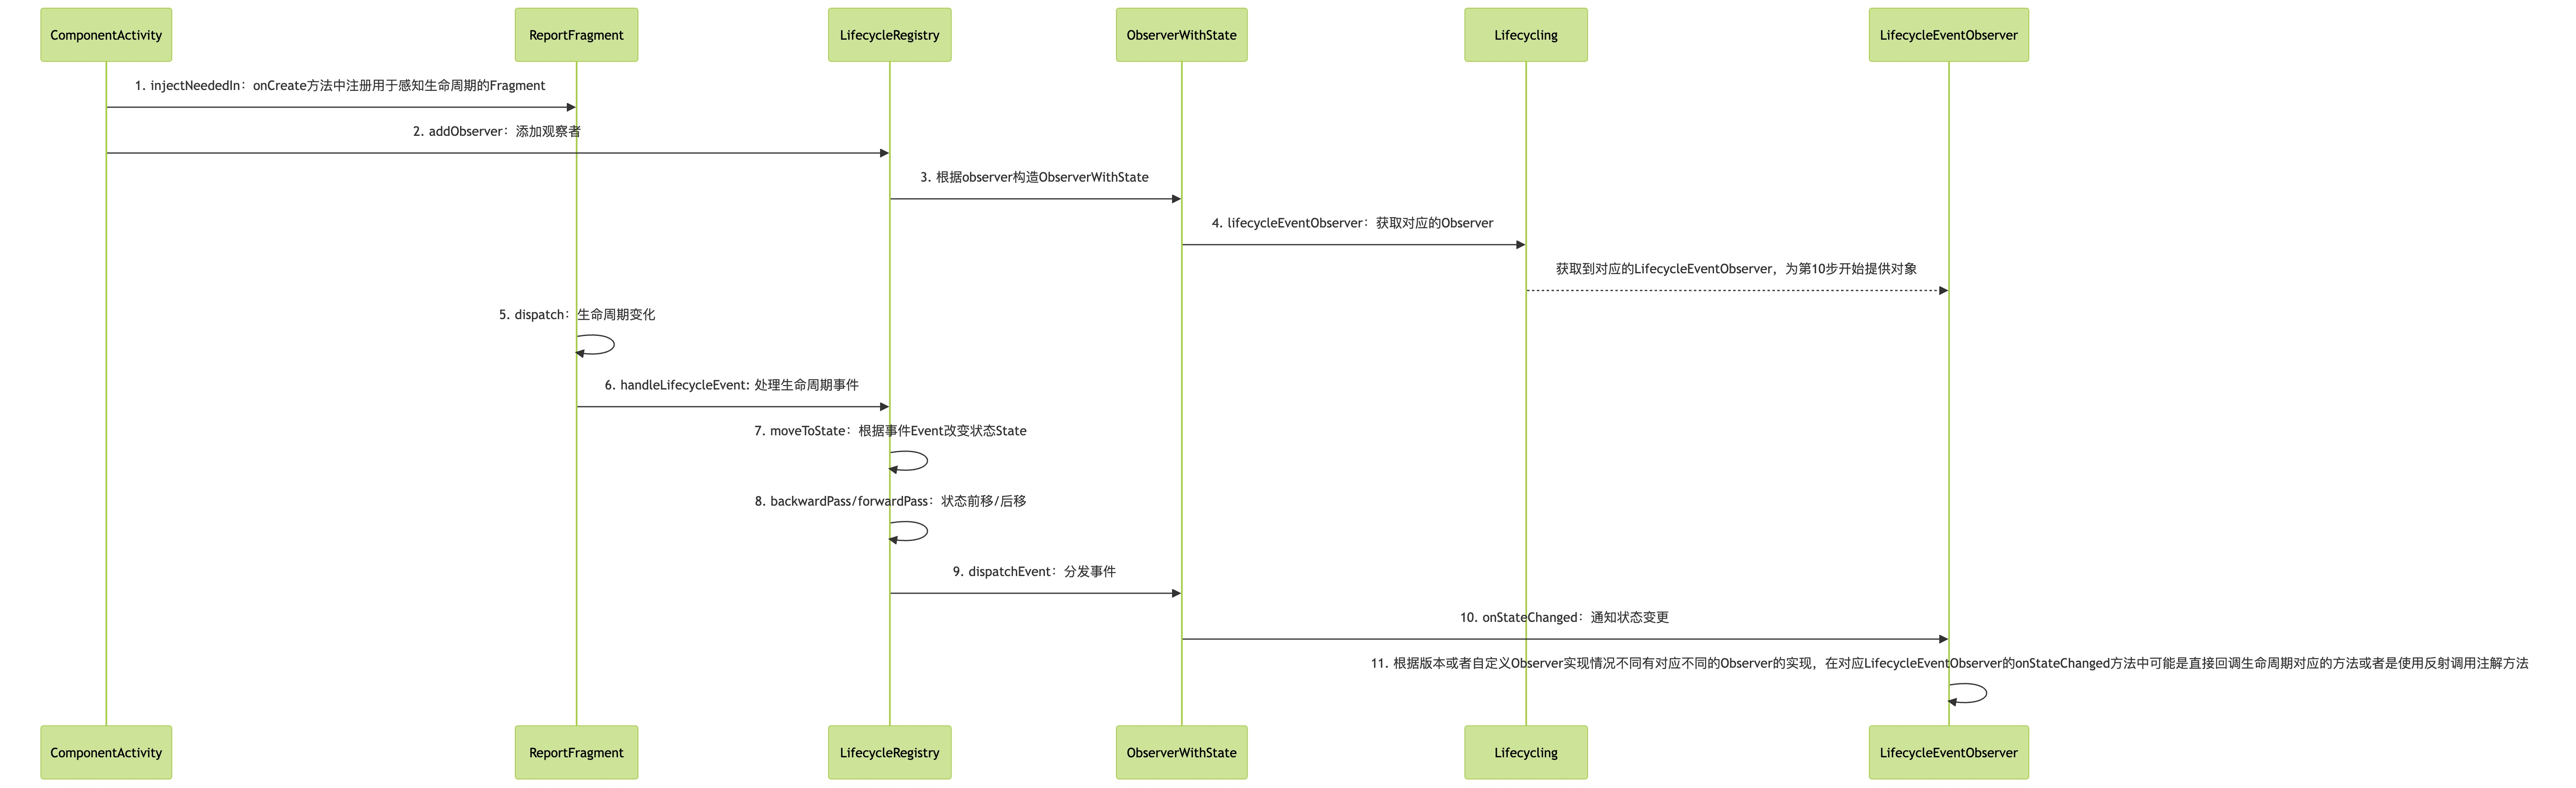 ComponentActivity
ReportFragment
LifecycleRegistry
ObserverWithState
Lifecycling
LifecycleEventObserver
1. injectNeededIn：onCreate方法中注册用于感知生命周期的Fragment
2. addObserver：添加观察者
3. 根据observer构造ObserverWithState
4. lifecycleEventObserver：获取对应的Observer
获取到对应的LifecycleEventObserver，为第10步开始提供对象
5. dispatch：生命周期变化
6. handleLifecycleEvent: 处理生命周期事件
7. moveToState：根据事件Event改变状态State
8. backwardPass/forwardPass：状态前移/后移
9. dispatchEvent：分发事件
10. onStateChanged：通知状态变更
11. 根据版本或者自定义Observer实现情况不同有对应不同的Observer的实现，在对应LifecycleEventObserver的onStateChanged方法中可能是直接回调生命周期对应的方法或者是使用反射调用注解方法
ComponentActivity
ReportFragment
LifecycleRegistry
ObserverWithState
Lifecycling
LifecycleEventObserver